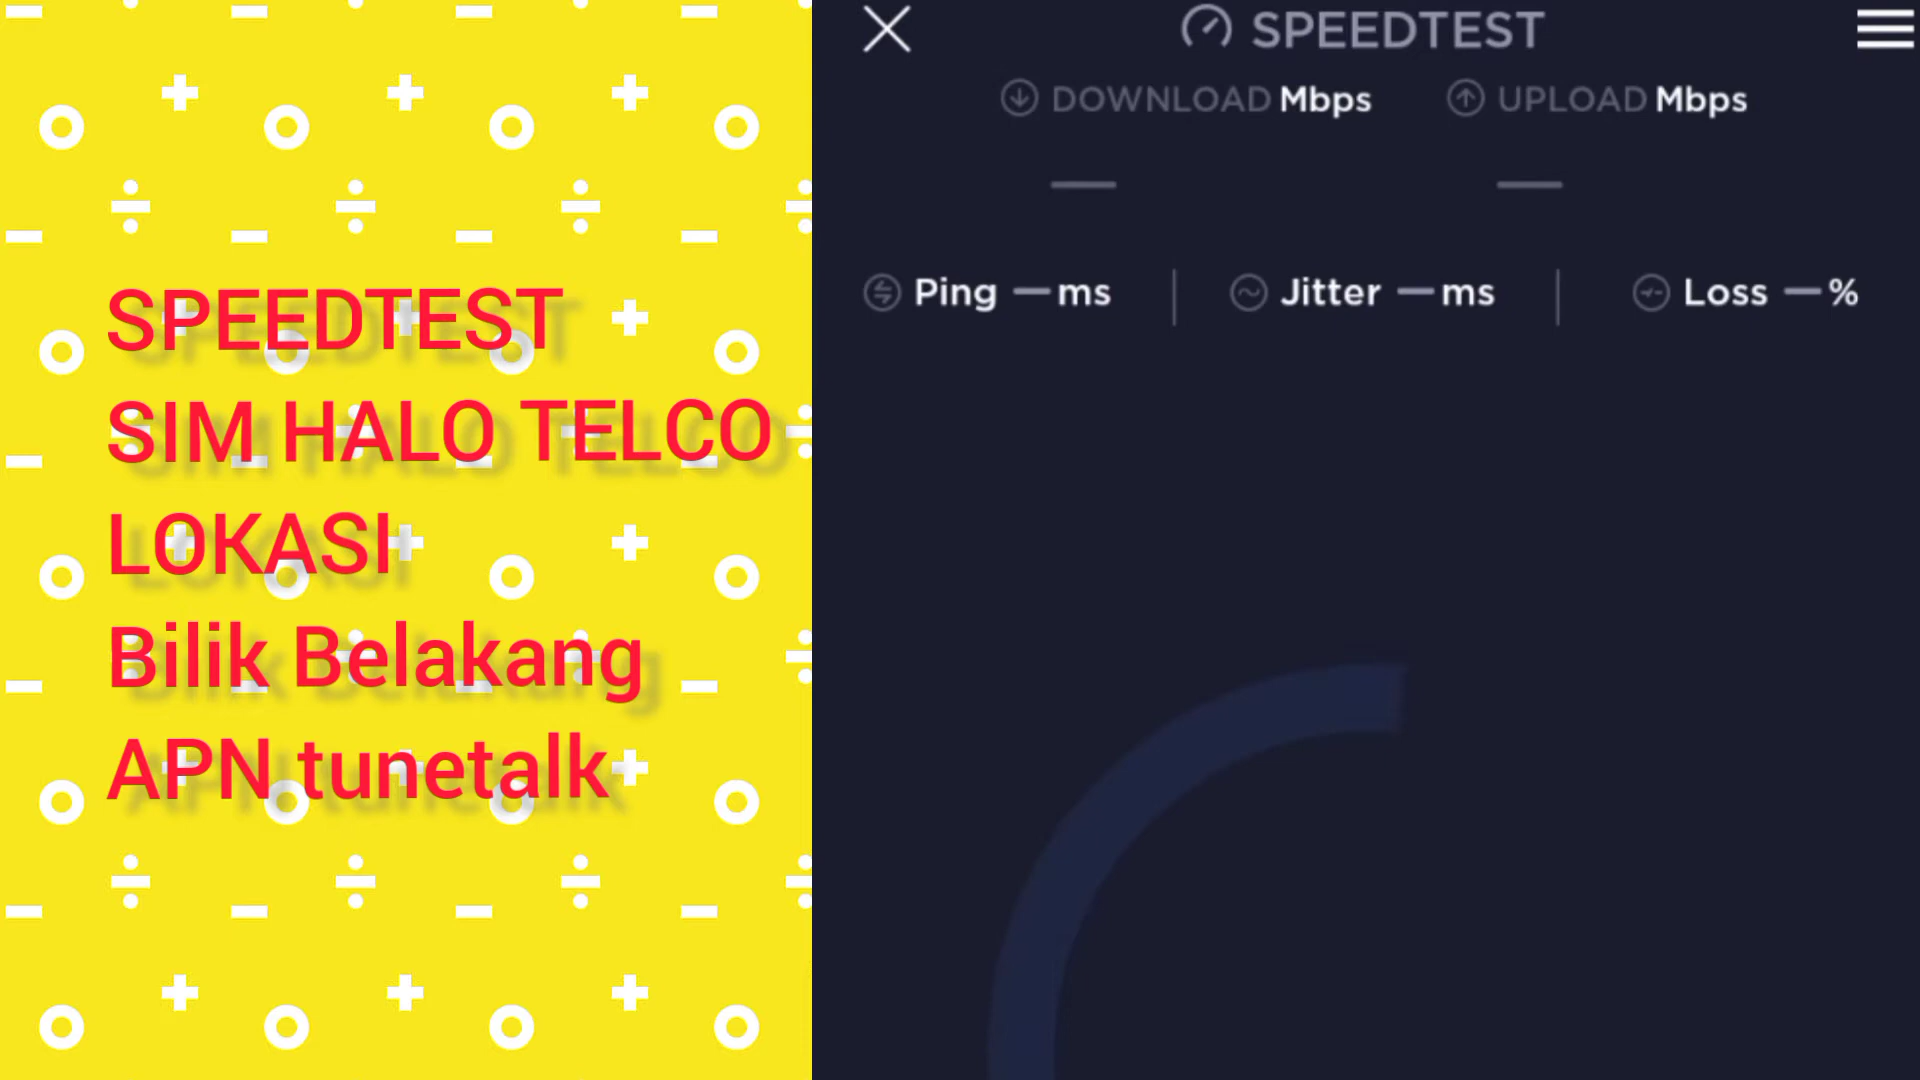 SPEEDTEST
SIM HALO TELCO
LOKASI
Bilik Belakang
APN tunetalk
SPEEDTEST
DOWNLOAD Mbps UPLOAD Mbps
Ping — ms Jitter — ms Loss — %